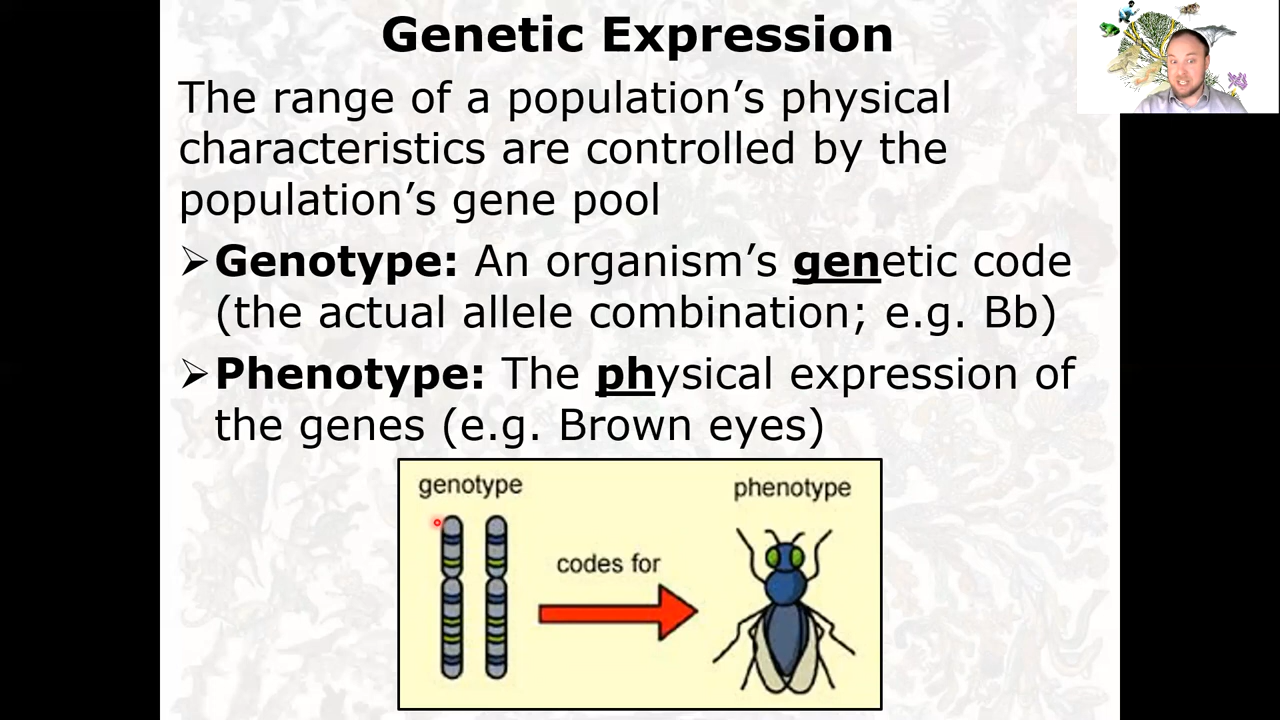 Genetic Expression
The range of a population’s physical
characteristics are controlled by the
population’s gene pool
➢Genotype: An organism’s genetic code
(the actual allele combination; e.g. Bb)
➢Phenotype: The physical expression of
the genes (e.g. Brown eyes)
genotype
phenotype
codes for